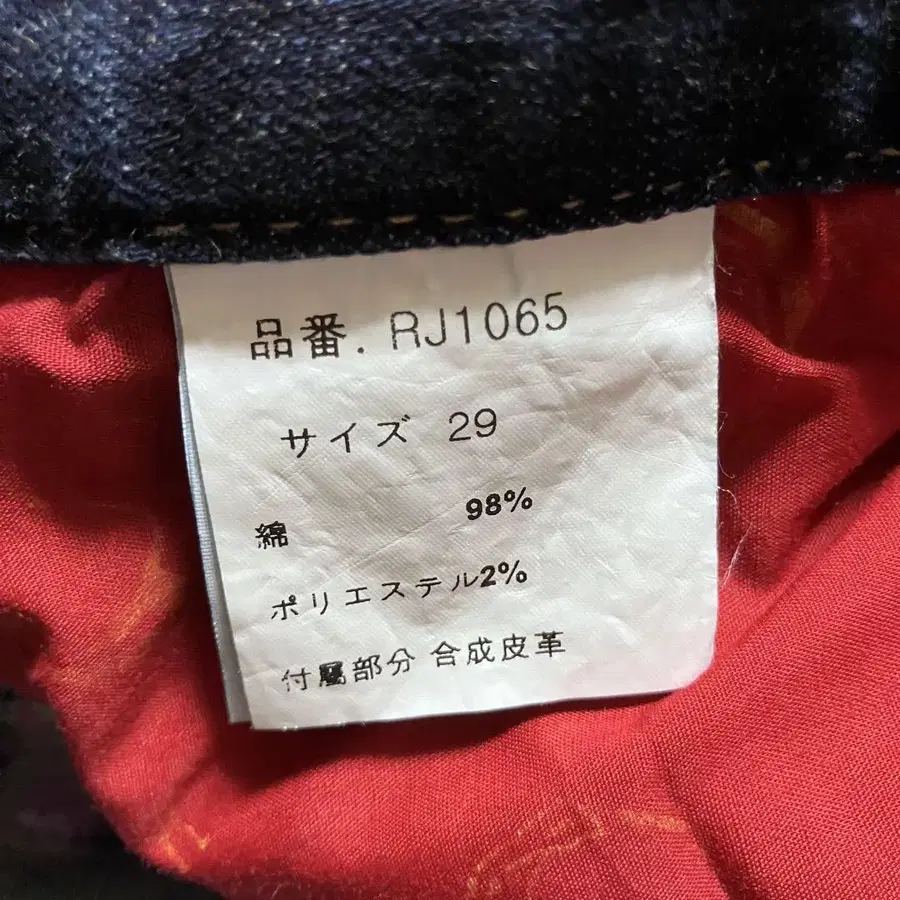 品番. RJ1065
サイズ 29
綿 98%
ポリエステル2%
付属部分 合成皮革